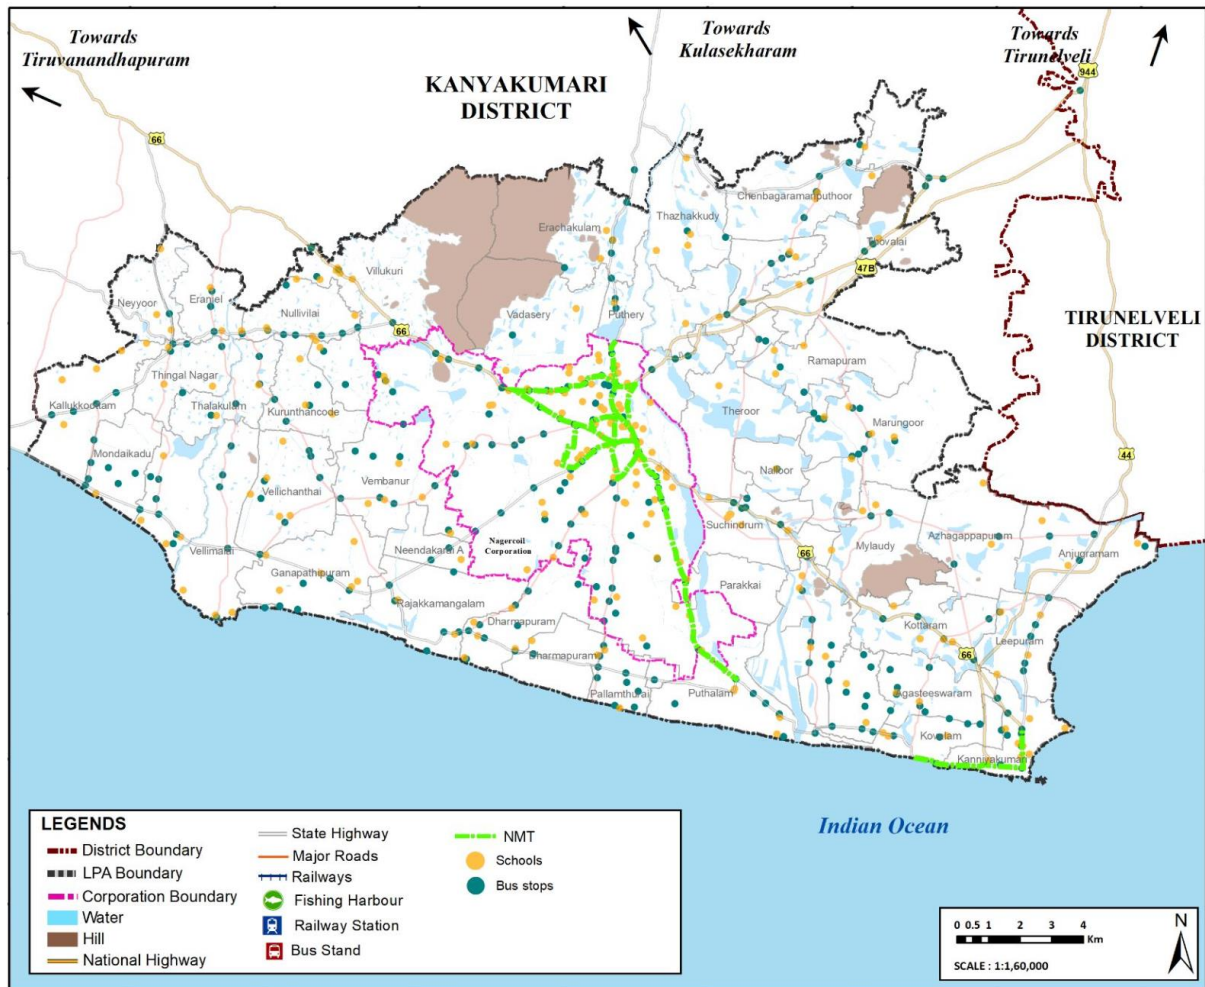 Towards
Tiruvanandhapuram
Towards
Kulasekharam
Towards
Tirunelveli
944
KANYAKUMARI
DISTRICT
66
Chenbagaramanputhoor
Thazhakkudy
Erachakulam
Thovalai
47B
Villukuri
Neyyoor
Eraniel
Nullivilai
Vadasery
Puthery
66
TIRUNELVELI
DISTRICT
Ramapuram
Thingal Nagar
Kallukkootam
Thalakulam
Kurunthancode
Theroor
Marungoor
Mondaikadu
44
Nalloor
Vembanur
Vellichanthai
Suchindrum
Azhagappapuram
Nagercoil
Corporation
Mylaudy
66
Anjugramam
Vellimalai
Neendakarai A
Ganapathipuram
Parakkai
Rajakkamangalam
Dharmapuram
Kottaram
Leepuram
66
Dharmapuram
Pallamthurai
Puthalam
Agasteeswaram
Kovalam
Kanniyakumari
Indian Ocean
LEGENDS
District Boundary
LPA Boundary
Corporation Boundary
Water
Hill
National Highway
State Highway
Major Roads
Railways
Fishing Harbour
Railway Station
Bus Stand
NMT
Schools
Bus stops
0 0.5 1 2 3 4
Km
SCALE : 1:1,60,000
N